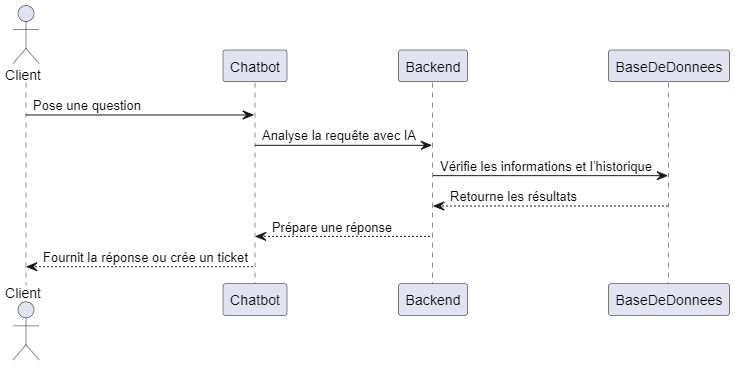 Client
Chatbot
Backend
BaseDeDonnees
Pose une question
Analyse la requête avec IA
Vérifie les informations et l'historique
Retourne les résultats
Prépare une réponse
Fournit la réponse ou crée un ticket
Client
Chatbot
Backend
BaseDeDonnees